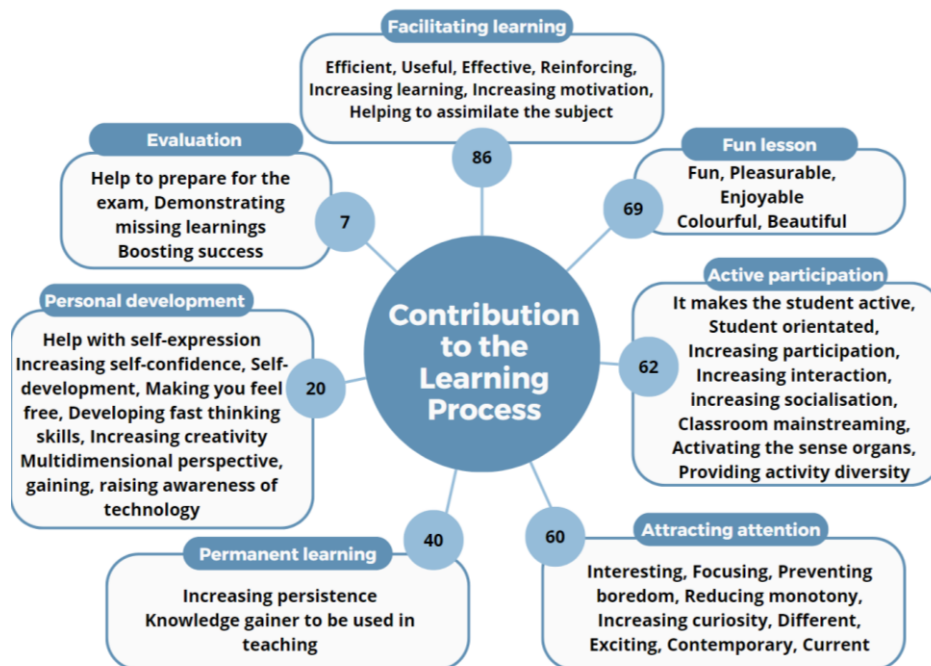 Facilitating learning
Efficient, Useful, Effective, Reinforcing,
Increasing learning, Increasing motivation,
Helping to assimilate the subject
86
Fun lesson
Fun, Pleasurable,
Enjoyable
Colourful, Beautiful
69
Active participation
It makes the student active,
Student orientated,
Increasing participation,
Increasing interaction,
increasing socialisation,
Classroom mainstreaming,
Activating the sense organs,
Providing activity diversity
62
Attracting attention
Interesting, Focusing, Preventing
boredom, Reducing monotony,
Increasing curiosity, Different,
Exciting, Contemporary, Current
60
Permanent learning
Increasing persistence
Knowledge gainer to be used in
teaching
40
Personal development
Help with self-expression
Increasing self-confidence, Self-
development, Making you feel
free, Developing fast thinking
skills, Increasing creativity
Multidimensional perspective,
gaining, raising awareness of
technology
20
Evaluation
Help to prepare for the
exam, Demonstrating
missing learnings
Boosting success
7
Contribution
to the
Learning
Process